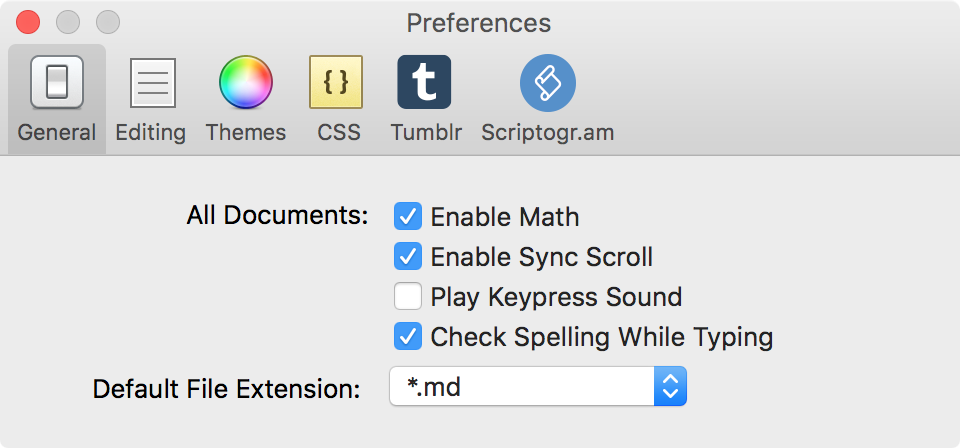 Preferences
{ }
t
General Editing Themes CSS Tumblr Scriptogr.am
All Documents: Enable Math
Enable Sync Scroll
Play Keypress Sound
Check Spelling While Typing
Default File Extension: *.md